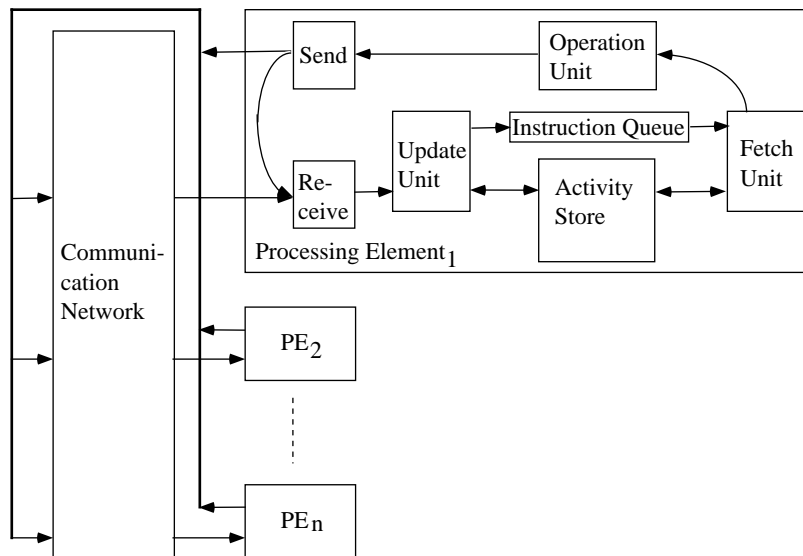 Send
Operation
Unit
Instruction Queue
Update
Unit
Fetch
Unit
Re-
ceive
Activity
Store
Processing Element1
Communi-
cation
Network
PE2
PEn